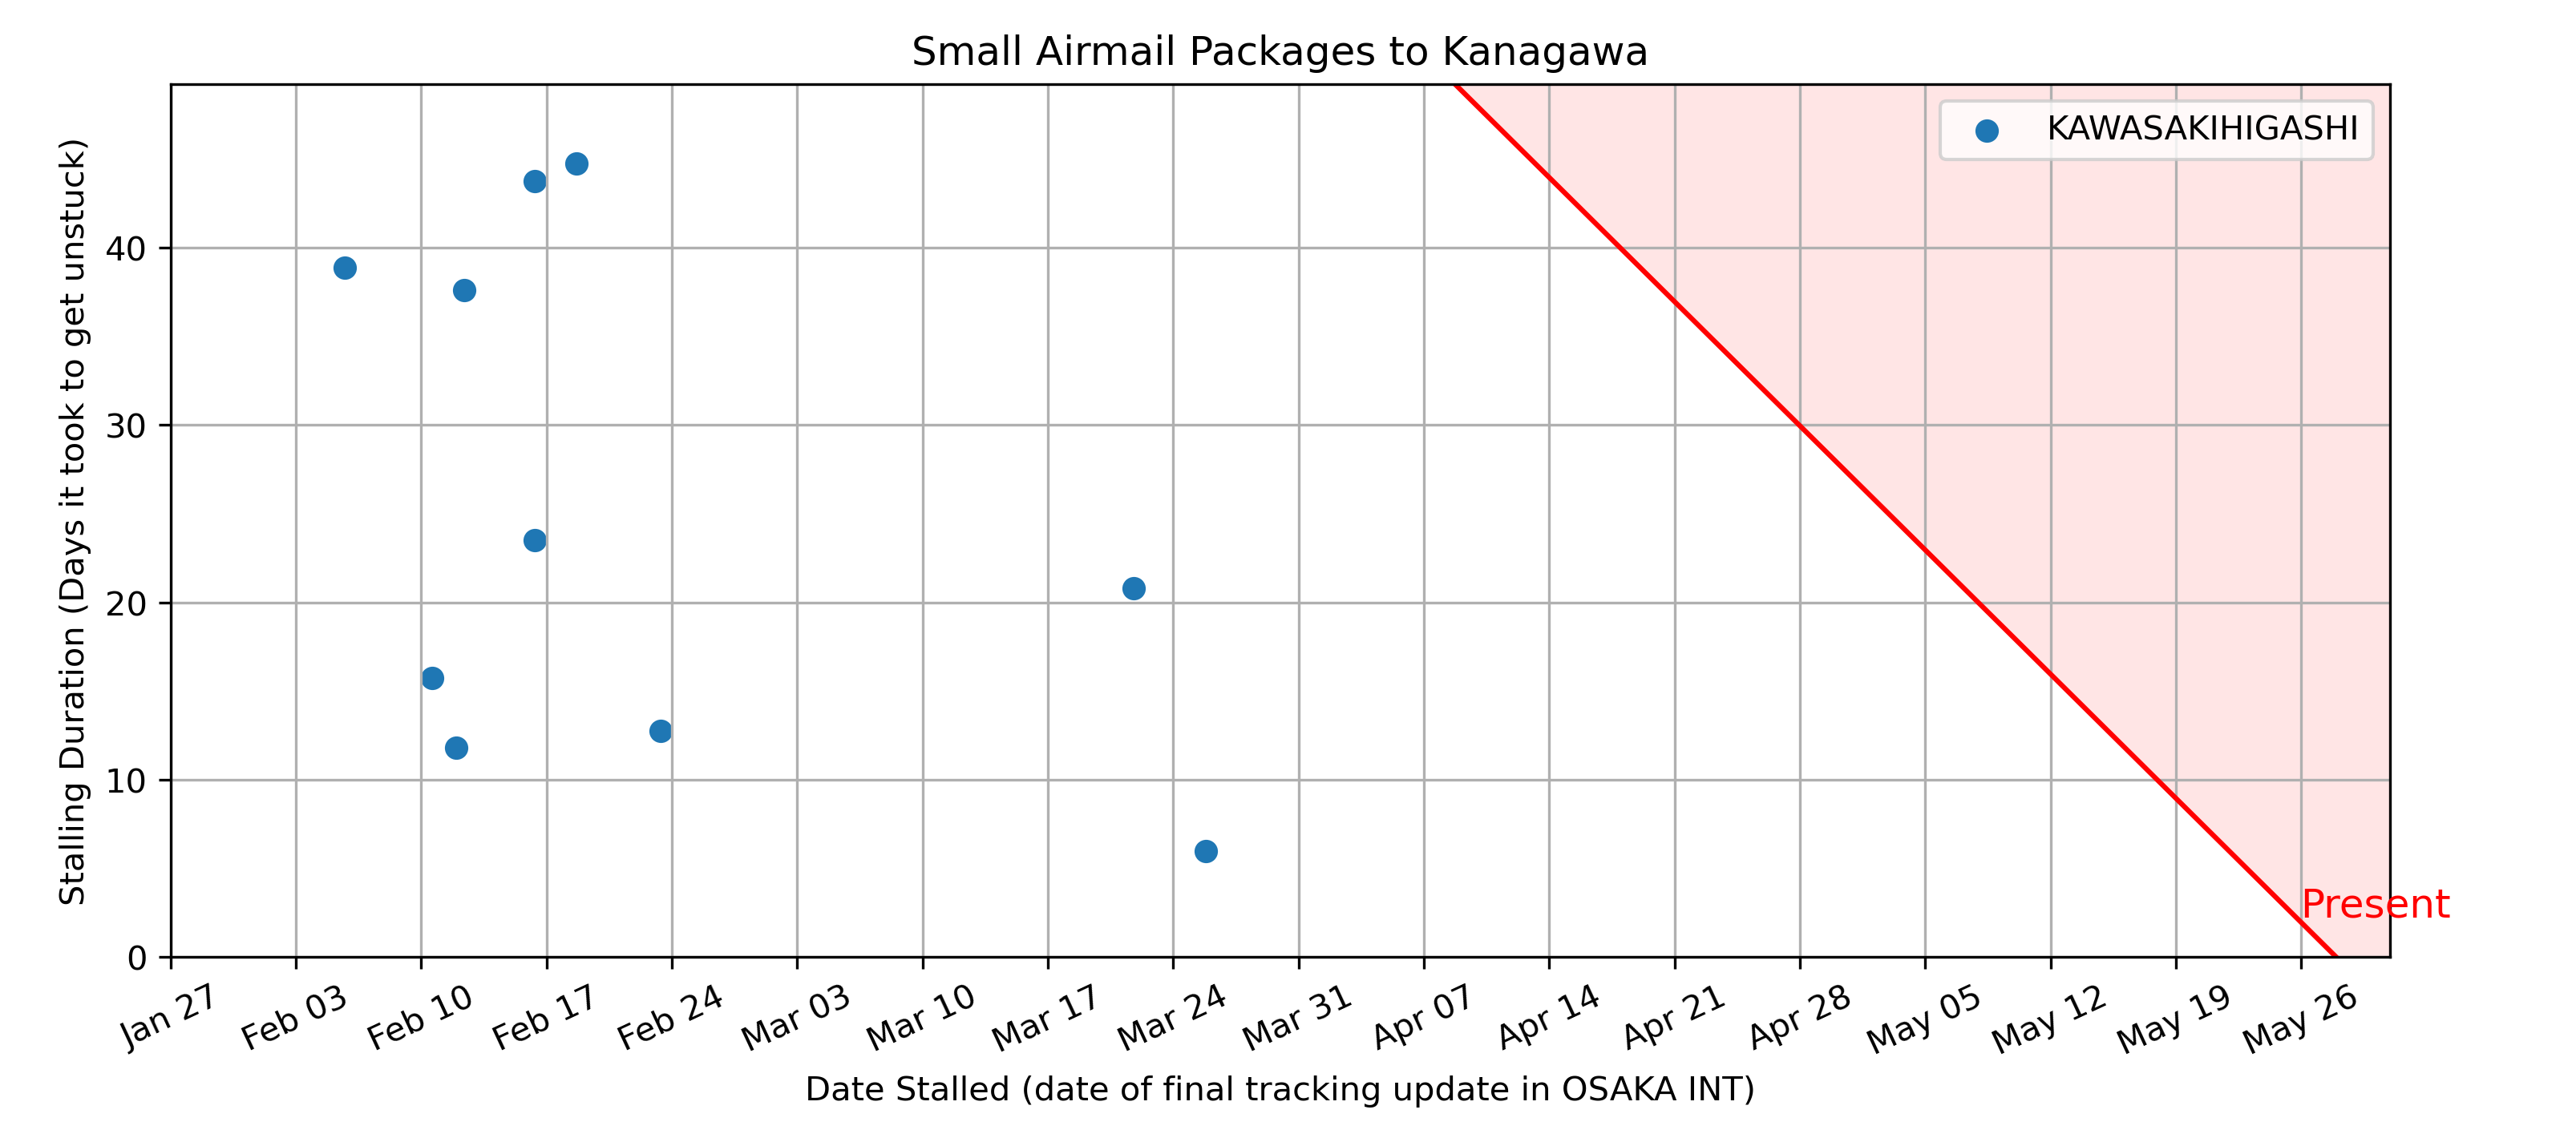 Small Airmail Packages to Kanagawa
KAWASAKIHIGASHI
Stalling Duration (Days it took to get unstuck)
40
30
20
10
0
Present
Jan 27
Feb 03
Feb 10
Feb 17
Feb 24
Mar 03
Mar 10
Mar 17
Mar 24
Mar 31
Apr 07
Apr 14
Apr 21
Apr 28
May 05
May 12
May 19
May 26
Date Stalled (date of final tracking update in OSAKA INT)